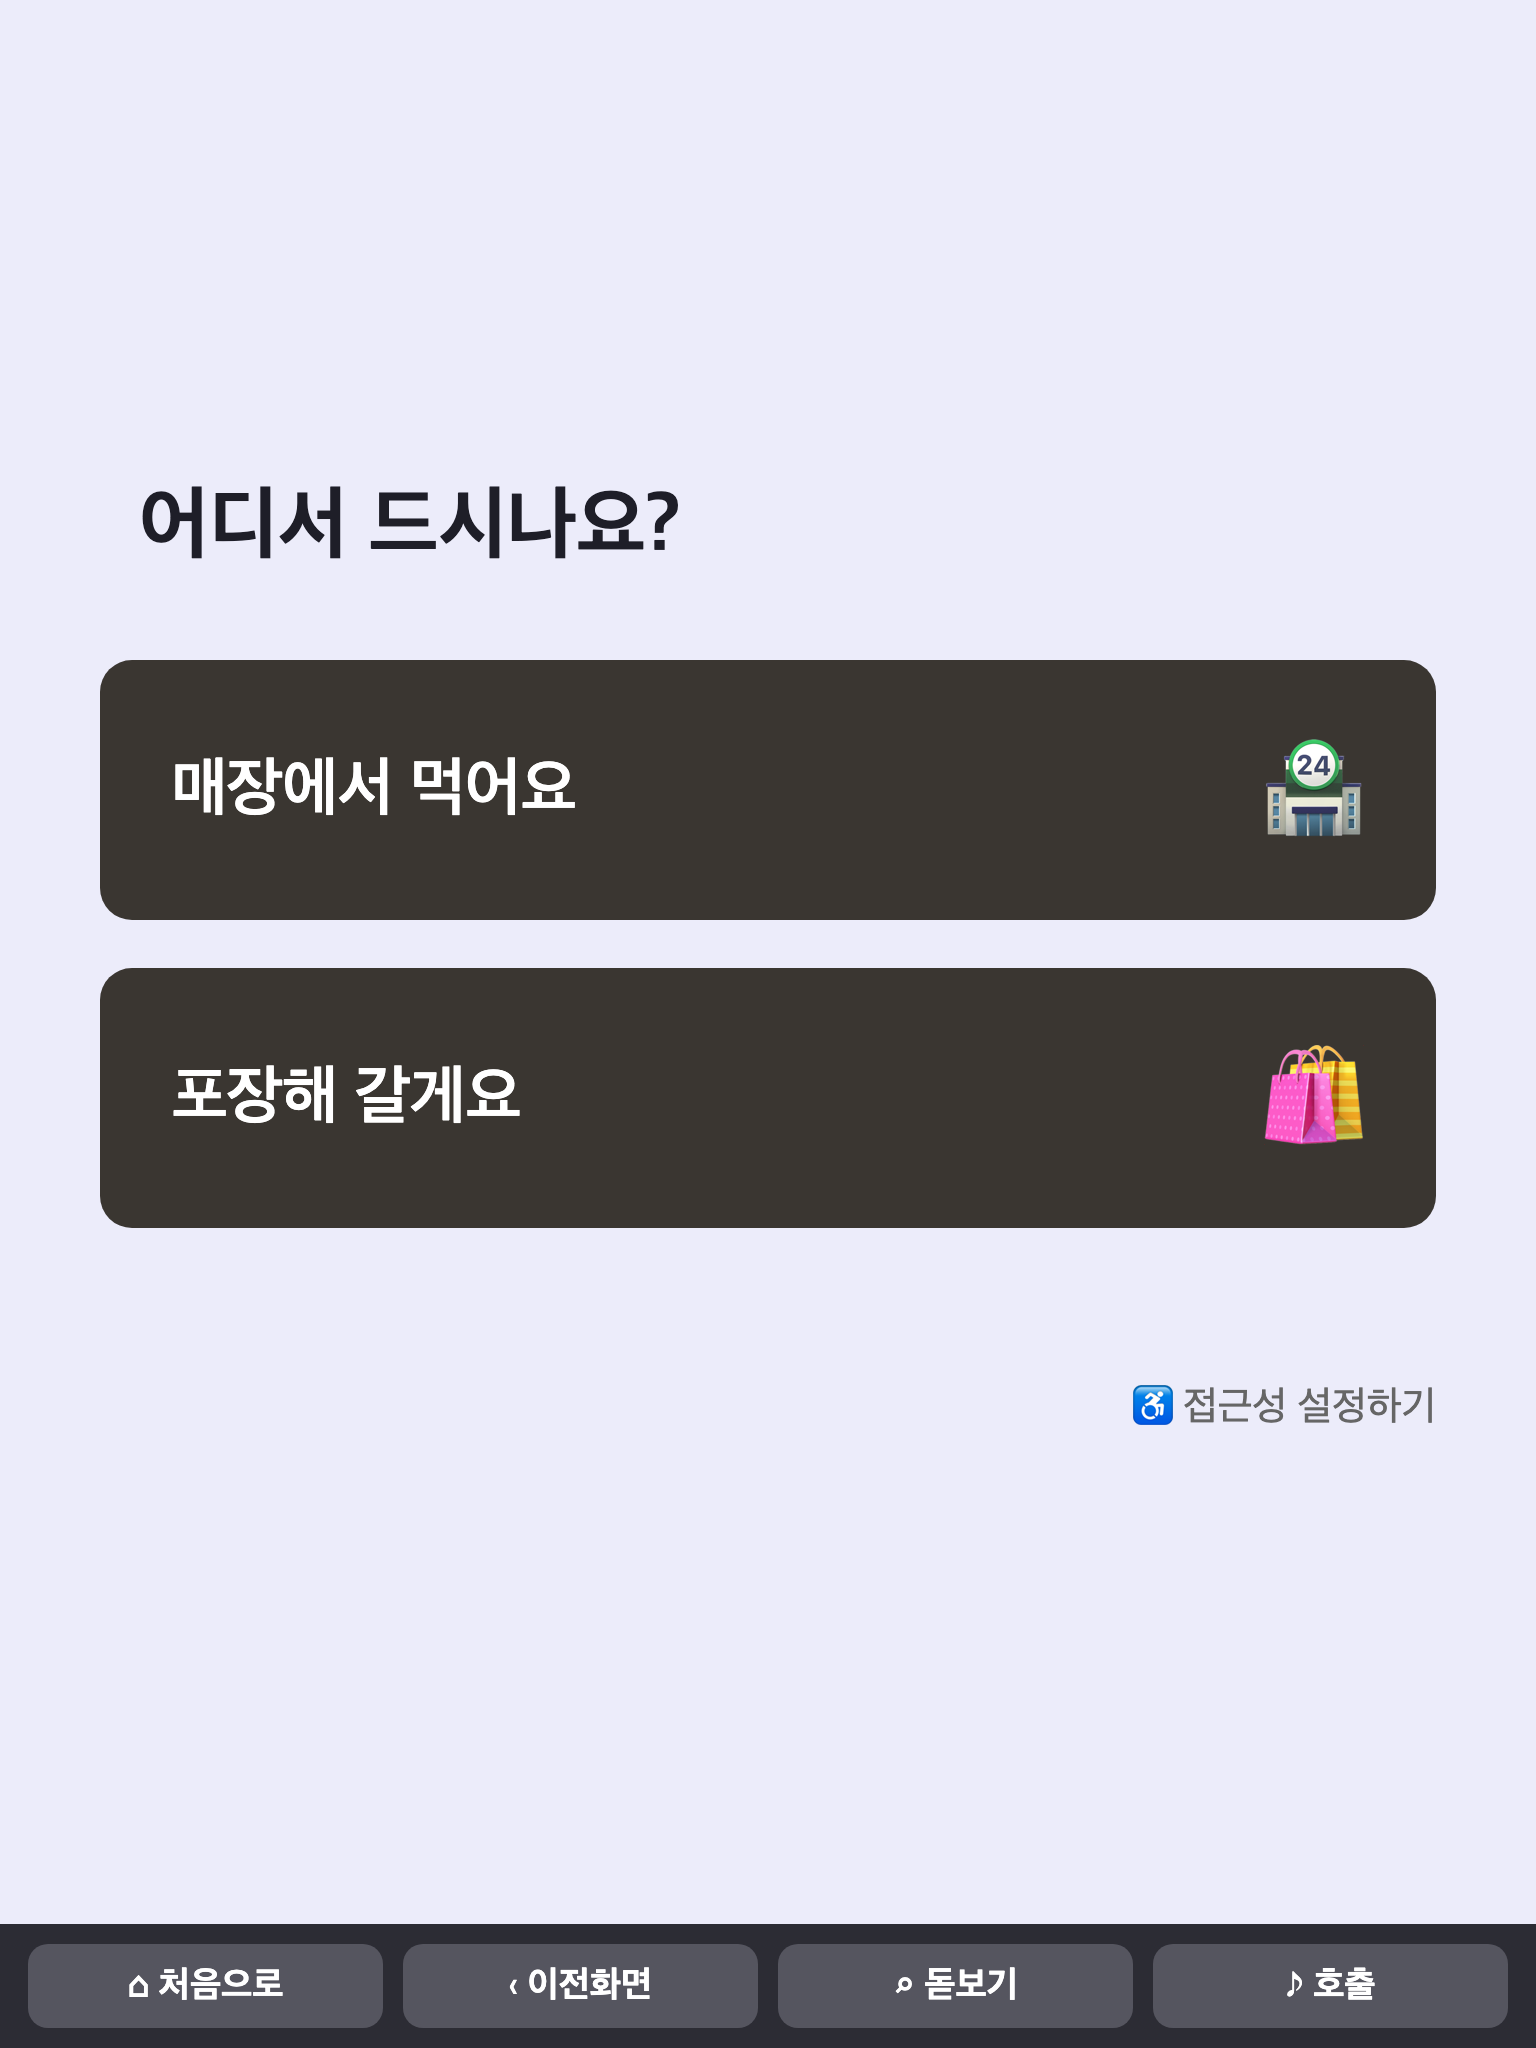 어디서 드시나요?
매장에서 먹어요
24
포장해 갈게요
접근성 설정하기
처음으로
‹ 이전화면
돋보기
♪ 호출